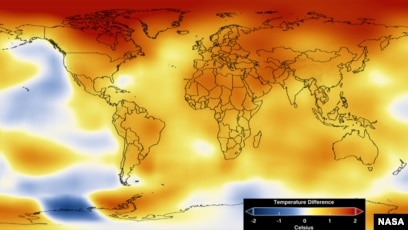 Temperature Difference
-2 -1 0 1 2
Celsius
NASA